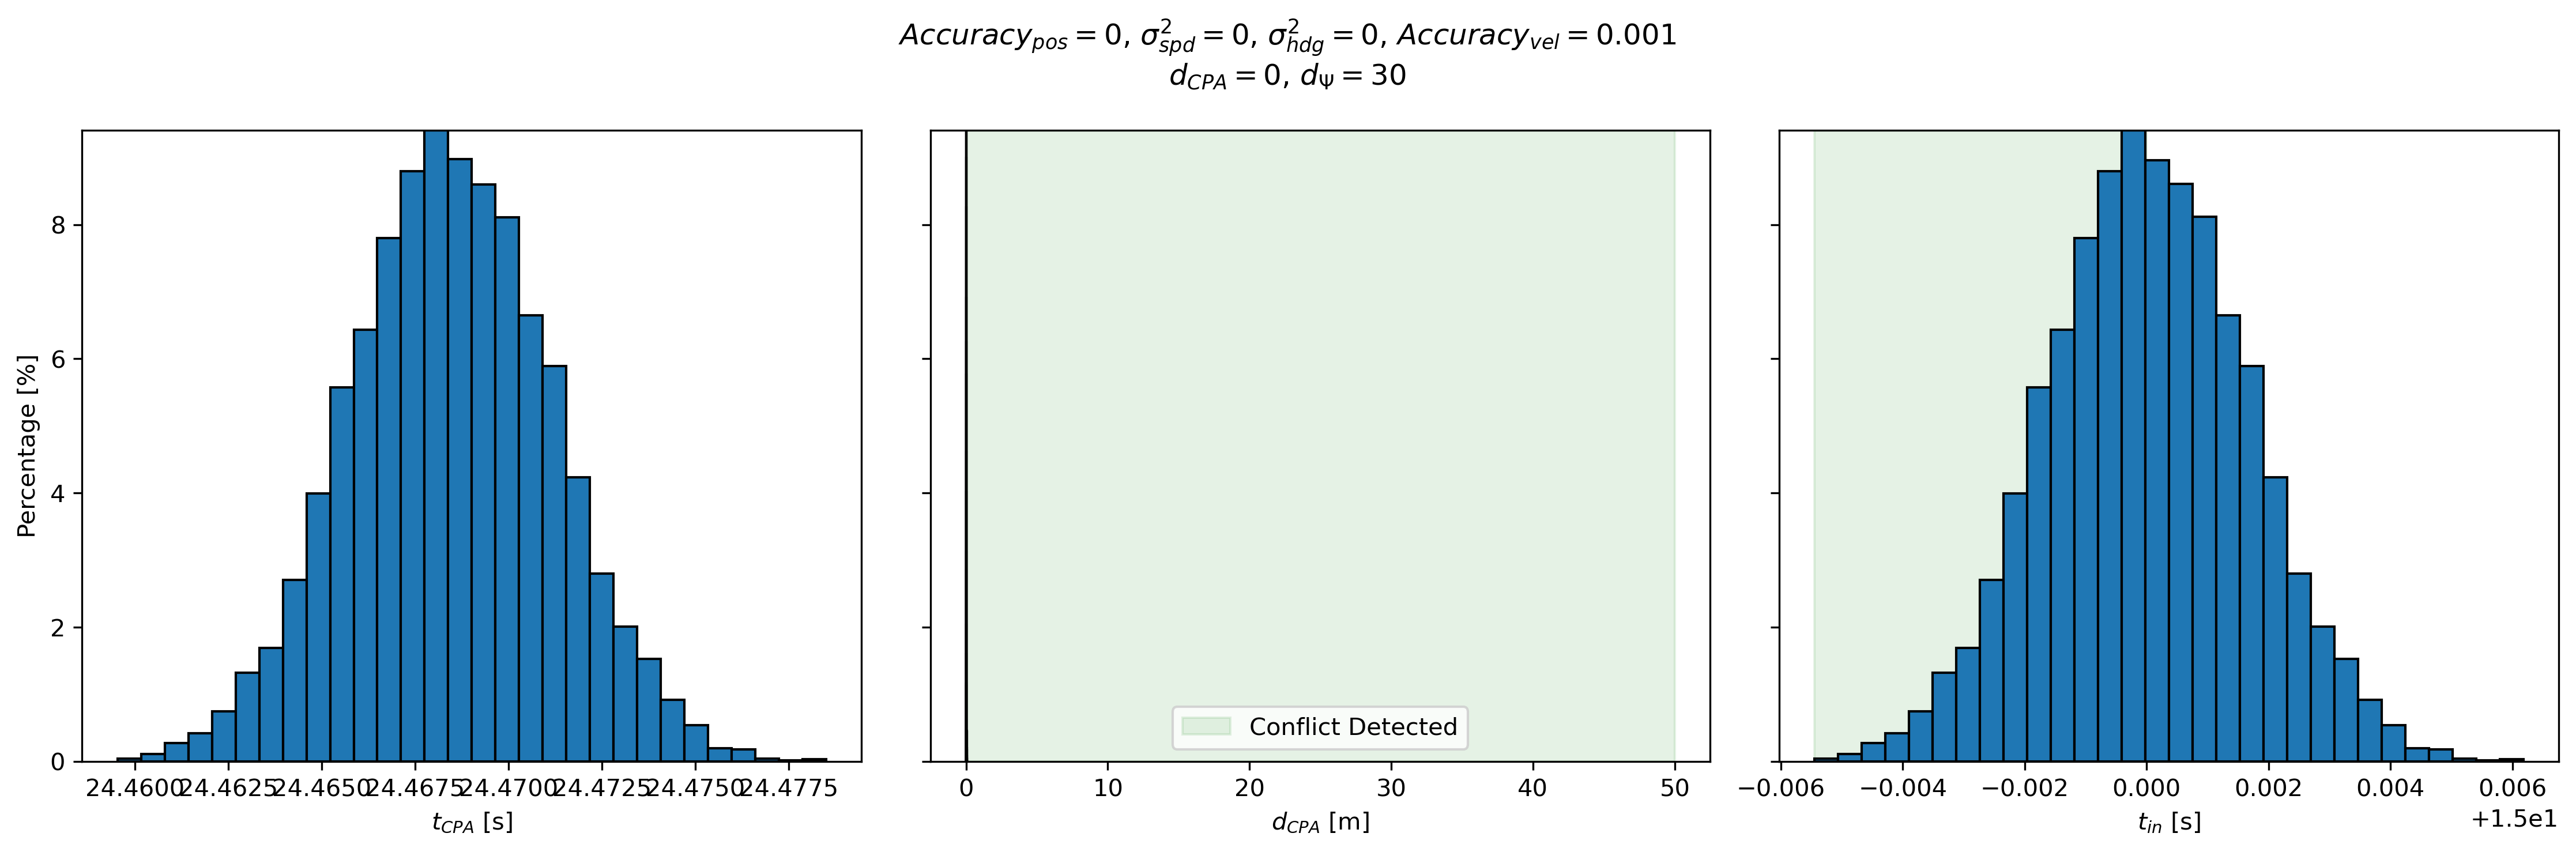 Accuracy_pos = 0, σ²_spd = 0, σ²_hdg = 0, Accuracy_vel = 0.001
d_CPA = 0, d_Ψ = 30
Percentage [%]
8
6
4
2
0
24.4600 24.4625 24.4650 24.4675 24.4700 24.4725 24.4750 24.4775
t_CPA [s]
Conflict Detected
0 10 20 30 40 50
d_CPA [m]
−0.006 −0.004 −0.002 0.000 0.002 0.004 0.006
+1.5e1
t_in [s]